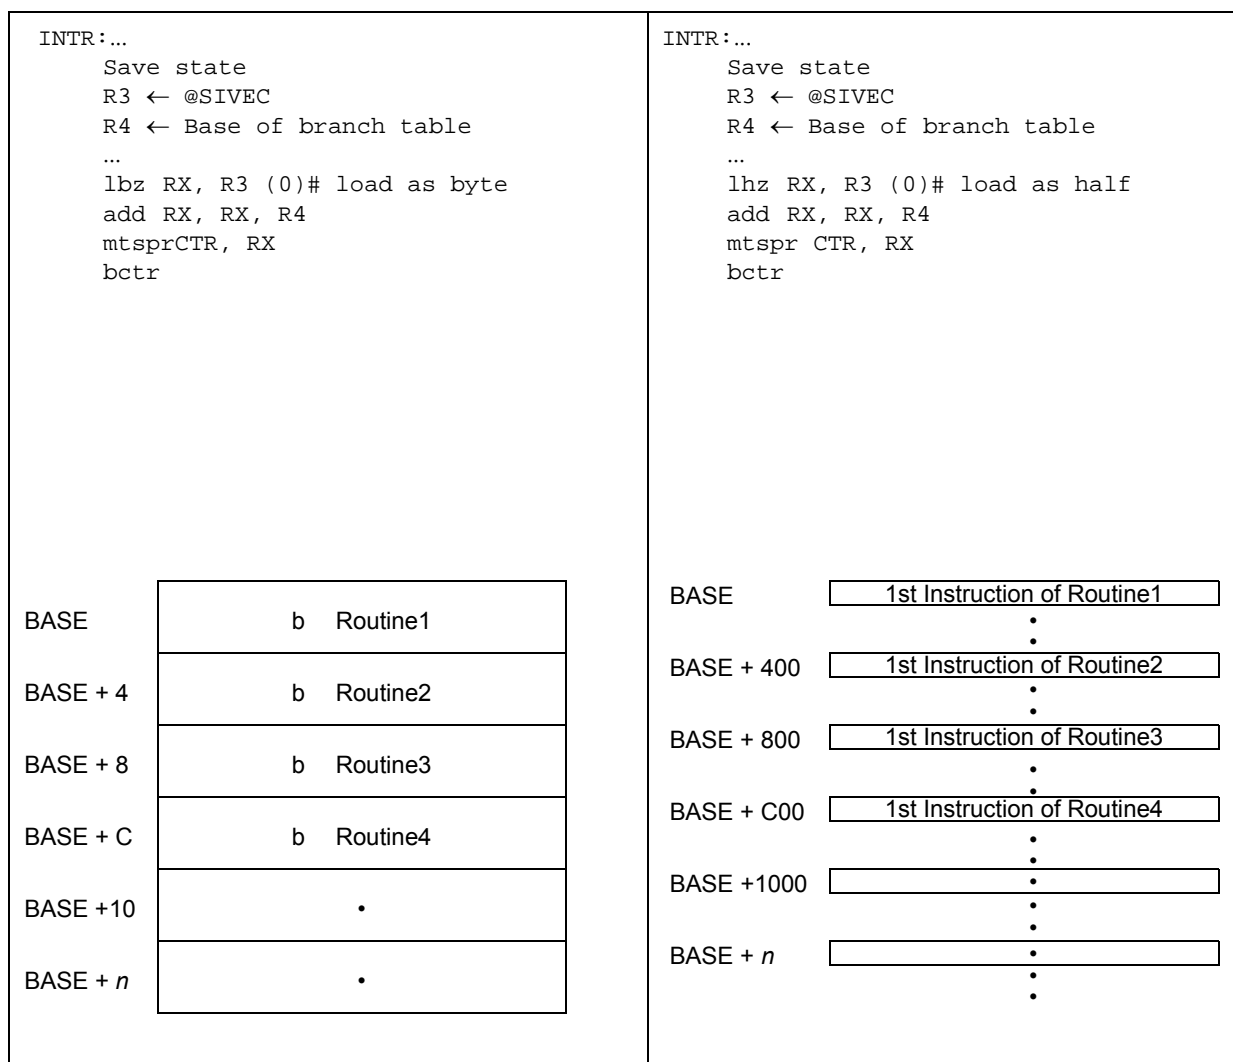 INTR:…
Save state
R3 ← @SIVEC
R4 ← Base of branch table
…
lbz RX, R3 (0)# load as byte
add RX, RX, R4
mtsprCTR, RX
bctr
BASE b Routine1
BASE + 4 b Routine2
BASE + 8 b Routine3
BASE + C b Routine4
BASE +10 •
BASE + n •
INTR:…
Save state
R3 ← @SIVEC
R4 ← Base of branch table
…
lhz RX, R3 (0)# load as half
add RX, RX, R4
mtspr CTR, RX
bctr
BASE 1st Instruction of Routine1
•
•
BASE + 400 1st Instruction of Routine2
•
•
BASE + 800 1st Instruction of Routine3
•
•
BASE + C00 1st Instruction of Routine4
•
•
BASE +1000 •
•
•
BASE + n •
•
•